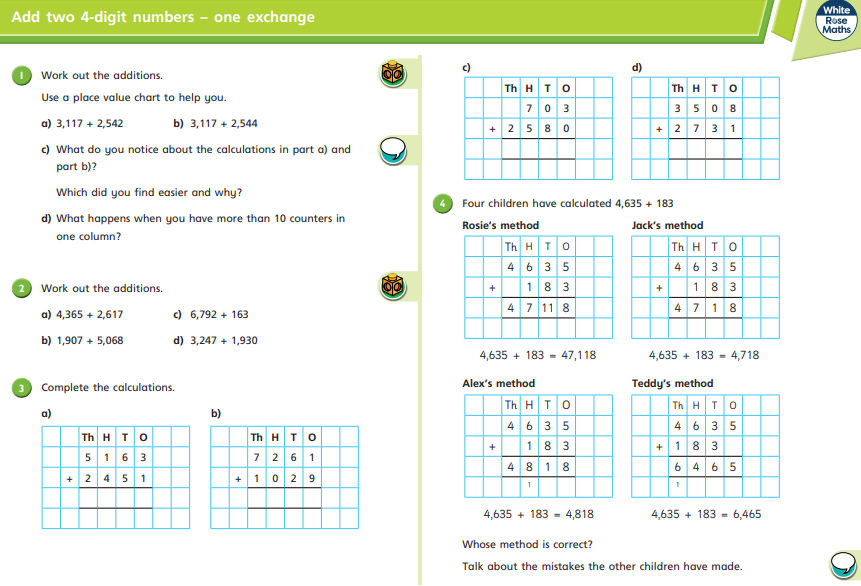 Add two 4-digit numbers – one exchange
White
Rose
Maths
1 Work out the additions.
Use a place value chart to help you.
a) 3,117 + 2,542 b) 3,117 + 2,544
c) What do you notice about the calculations in part a) and
part b)?
Which did you find easier and why?
d) What happens when you have more than 10 counters in
one column?
2 Work out the additions.
a) 4,365 + 2,617 c) 6,792 + 163
b) 1,907 + 5,068 d) 3,247 + 1,930
3 Complete the calculations.
a)
Th H T O
5 1 6 3
+ 2 4 5 1
b)
Th H T O
7 2 6 1
+ 1 0 2 9
c)
Th H T O
7 0 3
+ 2 5 8 0
d)
Th H T O
3 5 0 8
+ 2 7 3 1
4 Four children have calculated 4,635 + 183
Rosie's method
Th H T O
4 6 3 5
+ 1 8 3
4 7 11 8
4,635 + 183 = 47,118
Jack's method
Th H T O
4 6 3 5
+ 1 8 3
4 7 1 8
4,635 + 183 = 4,718
Alex's method
Th H T O
4 6 3 5
+ 1 8 3
4 8 1 8
1
4,635 + 183 = 4,818
Teddy's method
Th H T O
4 6 3 5
+ 1 8 3
6 4 6 5
1
4,635 + 183 = 6,465
Whose method is correct?
Talk about the mistakes the other children have made.